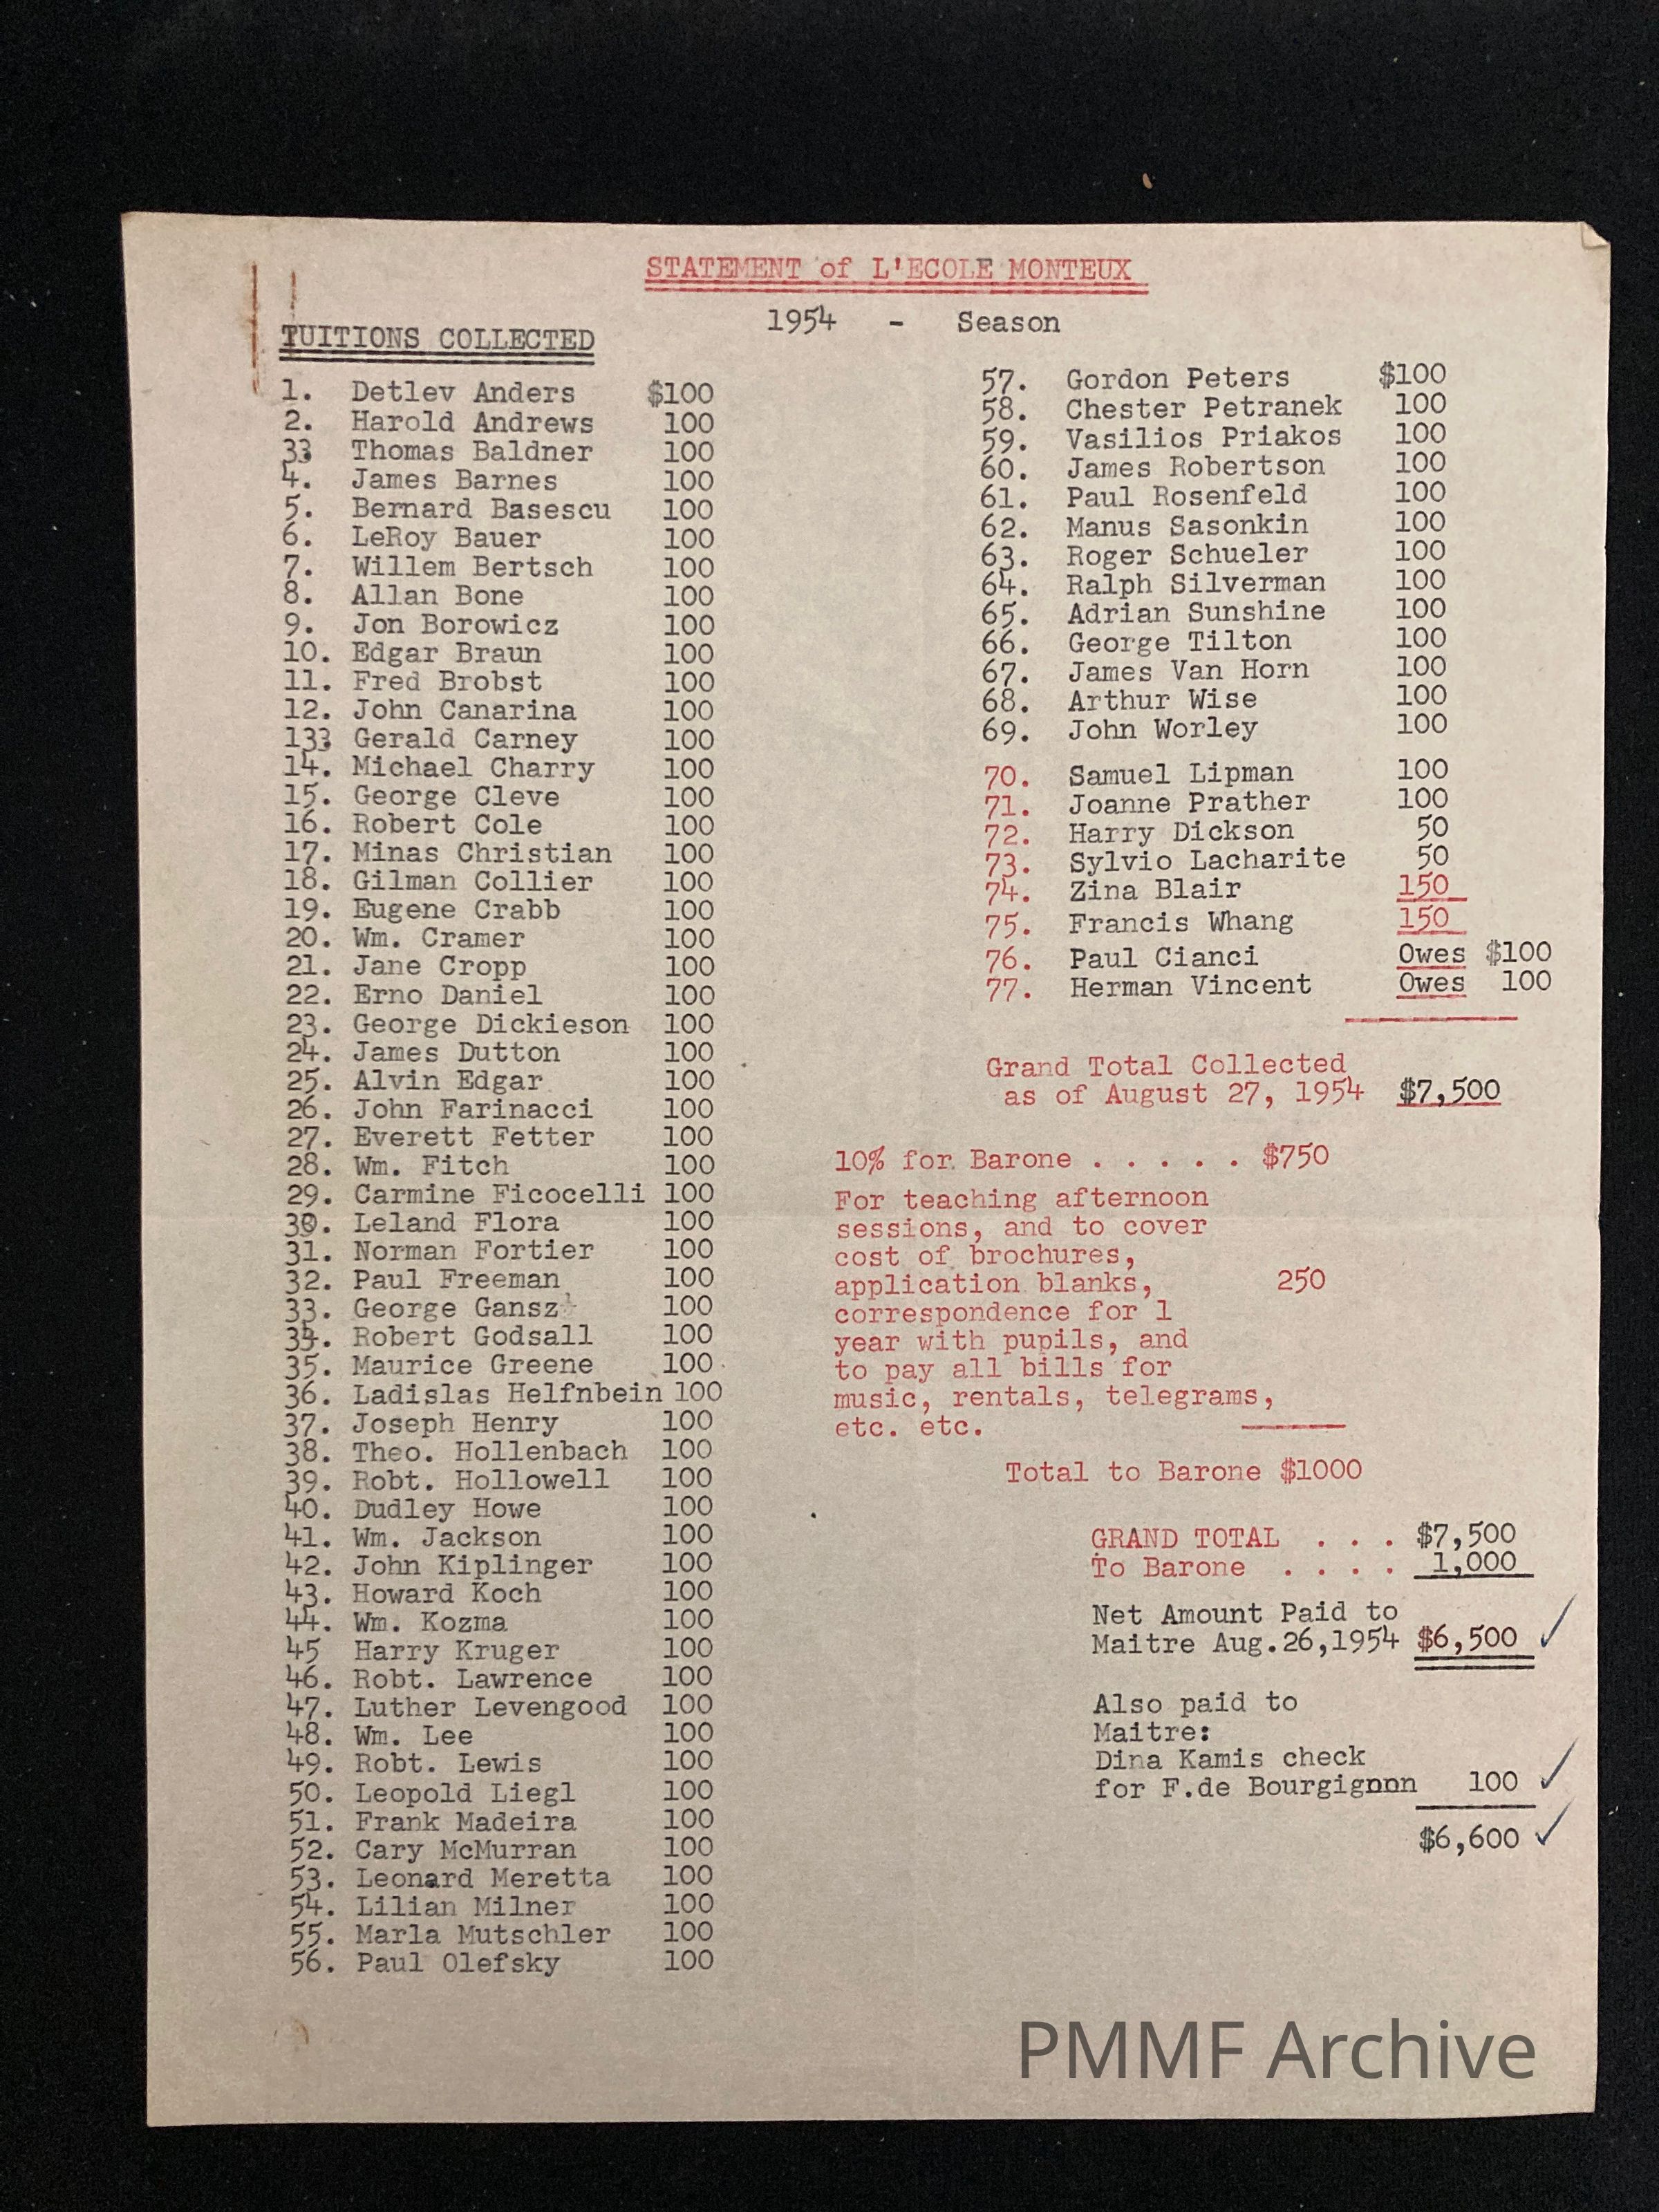 STATEMENT of L'ECOLE MONTEUX
1954 - Season
TUITIONS COLLECTED
1. Detlev Anders $100
2. Harold Andrews 100
33 Thomas Baldner 100
4. James Barnes 100
5. Bernard Basescu 100
6. LeRoy Bauer 100
7. Willem Bertsch 100
8. Allan Bone 100
9. Jon Borowicz 100
10. Edgar Braun 100
11. Fred Brobst 100
12. John Canarina 100
133 Gerald Carney 100
14. Michael Charry 100
15. George Cleve 100
16. Robert Cole 100
17. Minas Christian 100
18. Gilman Collier 100
19. Eugene Crabb 100
20. Wm. Cramer 100
21. Jane Cropp 100
22. Erno Daniel 100
23. George Dickieson 100
24. James Dutton 100
25. Alvin Edgar 100
26. John Farinacci 100
27. Everett Fetter 100
28. Wm. Fitch 100
29. Carmine Ficocelli 100
30. Leland Flora 100
31. Norman Fortier 100
32. Paul Freeman 100
33. George Gansz 100
34. Robert Godsall 100
35. Maurice Greene 100
36. Ladislas Helfnbein 100
37. Joseph Henry 100
38. Theo. Hollenbach 100
39. Robt. Hollowell 100
40. Dudley Howe 100
41. Wm. Jackson 100
42. John Kiplinger 100
43. Howard Koch 100
44. Wm. Kozma 100
45 Harry Kruger 100
46. Robt. Lawrence 100
47. Luther Levengood 100
48. Wm. Lee 100
49. Robt. Lewis 100
50. Leopold Liegl 100
51. Frank Madeira 100
52. Cary McMurran 100
53. Leonard Meretta 100
54. Lilian Milner 100
55. Marla Mutschler 100
56. Paul Olefsky 100
57. Gordon Peters $100
58. Chester Petranek 100
59. Vasilios Priakos 100
60. James Robertson 100
61. Paul Rosenfeld 100
62. Manus Sasonkin 100
63. Roger Schueler 100
64. Ralph Silverman 100
65. Adrian Sunshine 100
66. George Tilton 100
67. James Van Horn 100
68. Arthur Wise 100
69. John Worley 100
70. Samuel Lipman 100
71. Joanne Prather 100
72. Harry Dickson 50
73. Sylvio Lacharite 50
74. Zina Blair 150
75. Francis Whang 150
76. Paul Cianci Owes $100
77. Herman Vincent Owes 100
Grand Total Collected
as of August 27, 1954 $7,500
10% for Barone . . . . . $750
For teaching afternoon
sessions, and to cover
cost of brochures,
application blanks, 250
correspondence for 1
year with pupils, and
to pay all bills for
music, rentals, telegrams,
etc. etc.
Total to Barone $1000
GRAND TOTAL . . . $7,500
To Barone . . . . 1,000
Net Amount Paid to
Maitre Aug.26,1954 $6,500 ✓
Also paid to
Maitre:
Dina Kamis check
for F.de Bourgignnn 100 ✓
$6,600 ✓
PMMF Archive